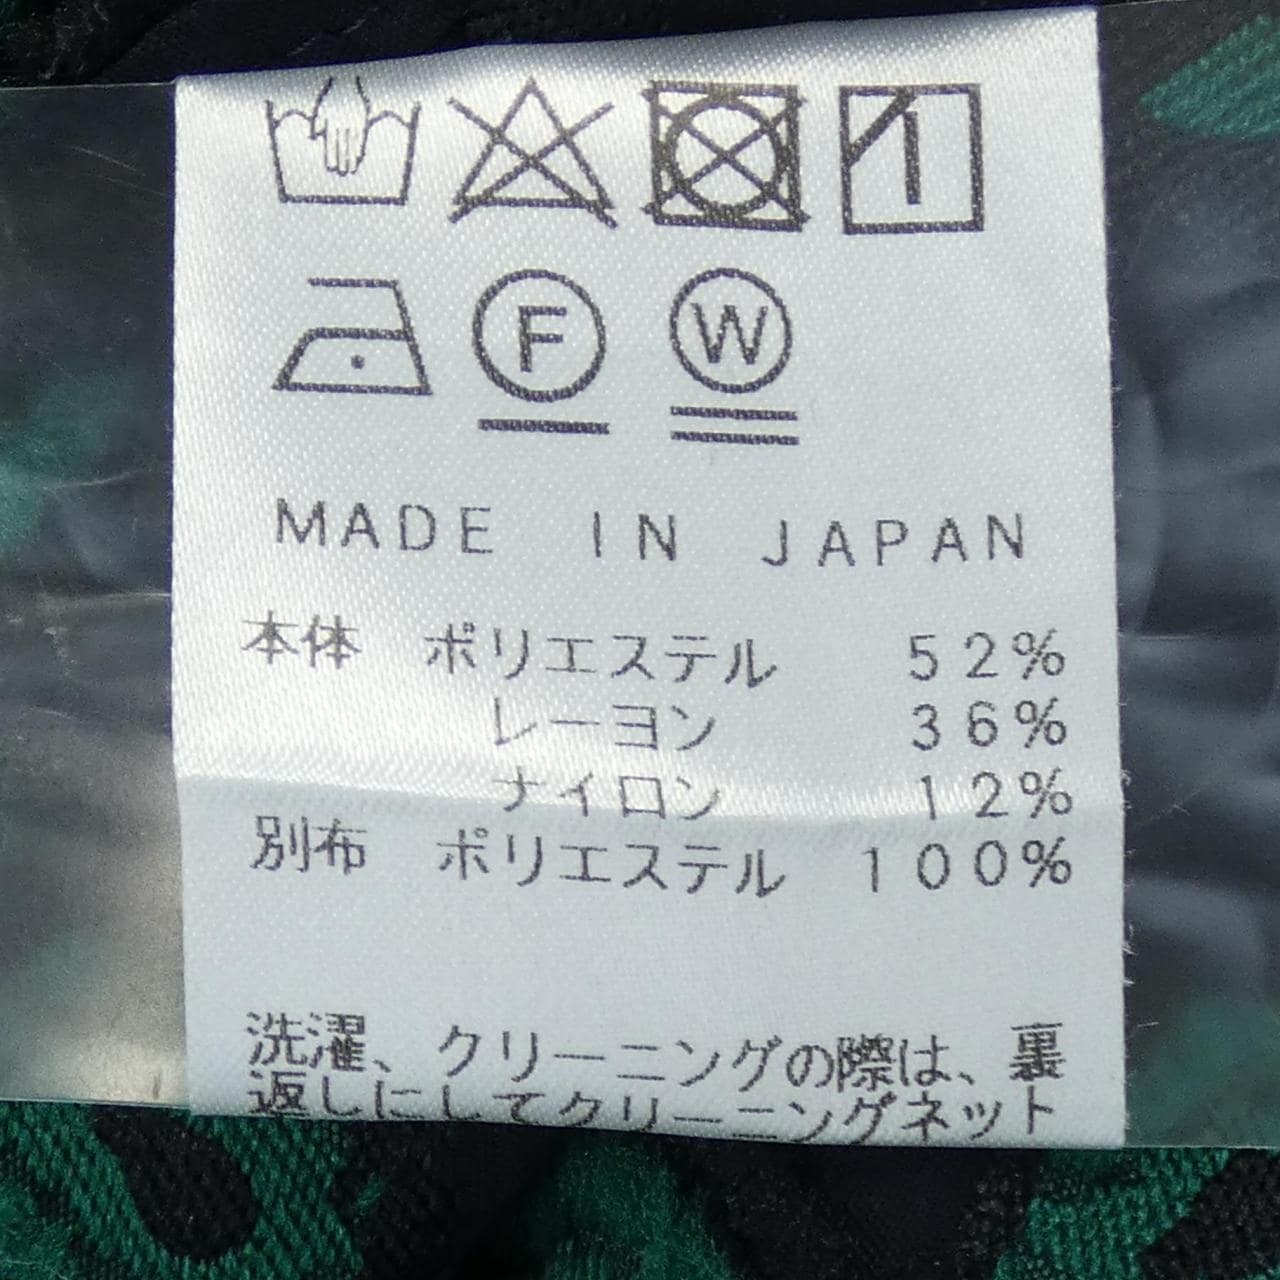 F W
MADE IN JAPAN
本体 ポリエステル 52%
レーヨン 36%
ナイロン 12%
別布 ポリエステル 100%
洗濯、クリーニングの際は、裏
返しにしてクリーニングネット